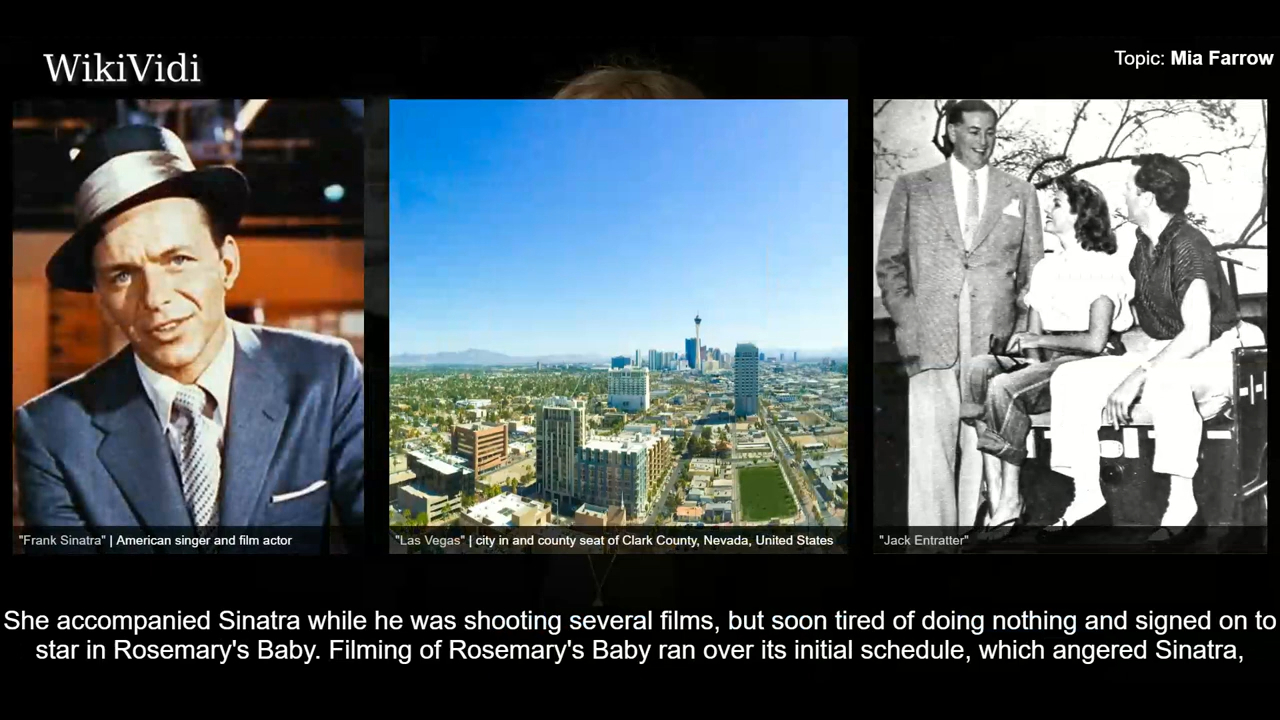 WikiVidi
Topic: Mia Farrow
"Frank Sinatra" | American singer and film actor
"Las Vegas" | city in and county seat of Clark County, Nevada, United States
"Jack Entratter"
She accompanied Sinatra while he was shooting several films, but soon tired of doing nothing and signed on to
star in Rosemary's Baby. Filming of Rosemary's Baby ran over its initial schedule, which angered Sinatra,